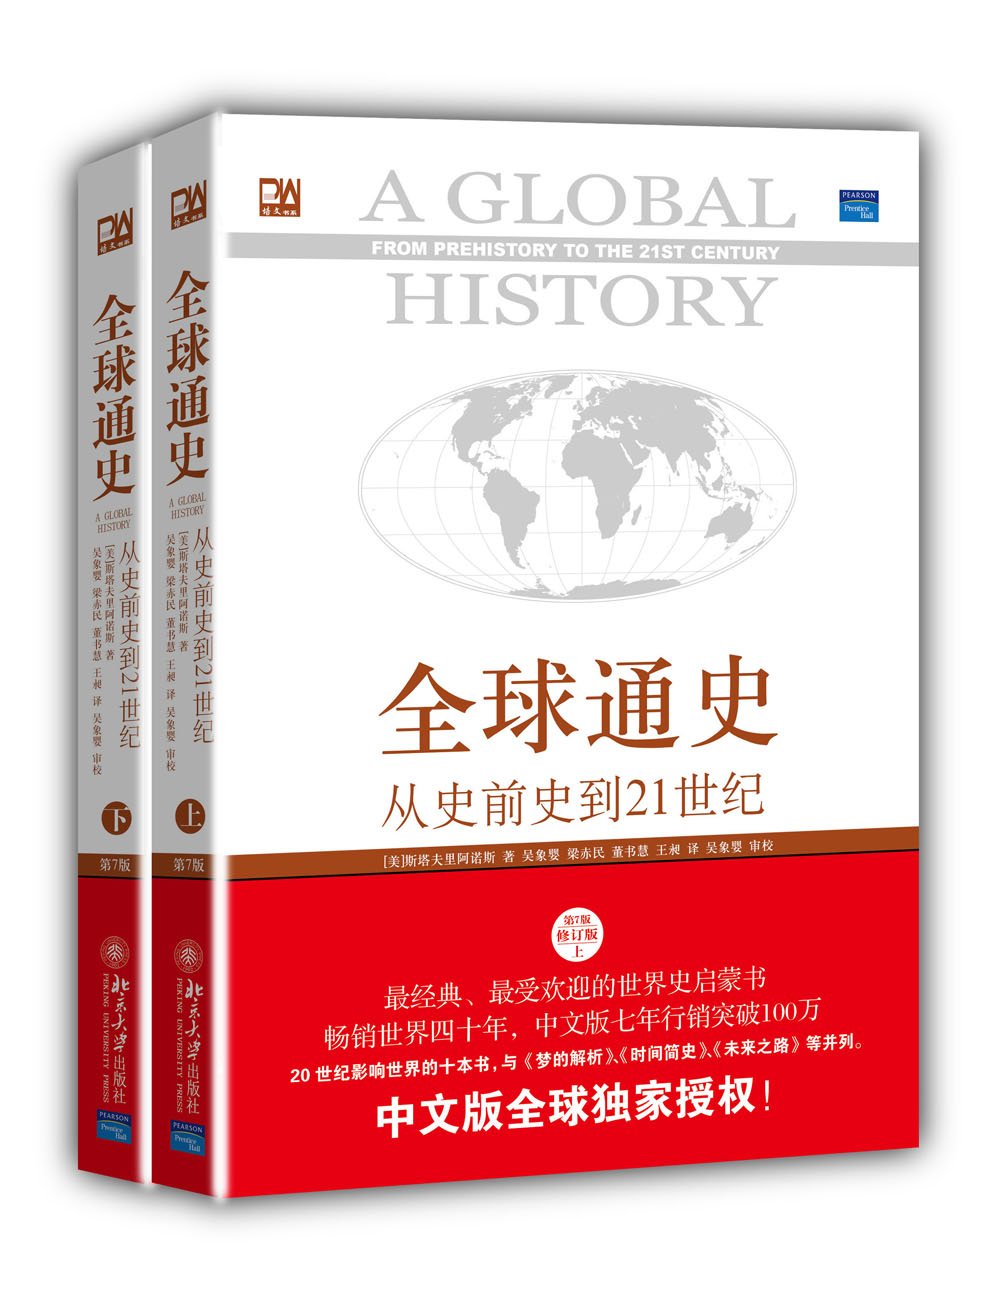 培文书系
全球通史
A GLOBAL
HISTORY
从史前史到21世纪
[美]斯塔夫里阿诺斯 著
吴象婴 梁赤民 董书慧 王昶 译 吴象婴 审校
下
第7版
北京大学出版社
PEKING UNIVERSITY PRESS
PEARSON
Prentice
Hall
培文书系
全球通史
A GLOBAL
HISTORY
从史前史到21世纪
[美]斯塔夫里阿诺斯 著
吴象婴 梁赤民 董书慧 王昶 译 吴象婴 审校
上
第7版
北京大学出版社
PEKING UNIVERSITY PRESS
PEARSON
Prentice
Hall
培文书系
PEARSON
Prentice
Hall
A GLOBAL
FROM PREHISTORY TO THE 21ST CENTURY
HISTORY
全球通史
从史前史到21世纪
[美]斯塔夫里阿诺斯 著 吴象婴 梁赤民 董书慧 王昶 译 吴象婴 审校
第7版
修订版
上
最经典、最受欢迎的世界史启蒙书
畅销世界四十年，中文版七年行销突破100万
20世纪影响世界的十本书，与《梦的解析》、《时间简史》、《未来之路》等并列。
中文版全球独家授权！